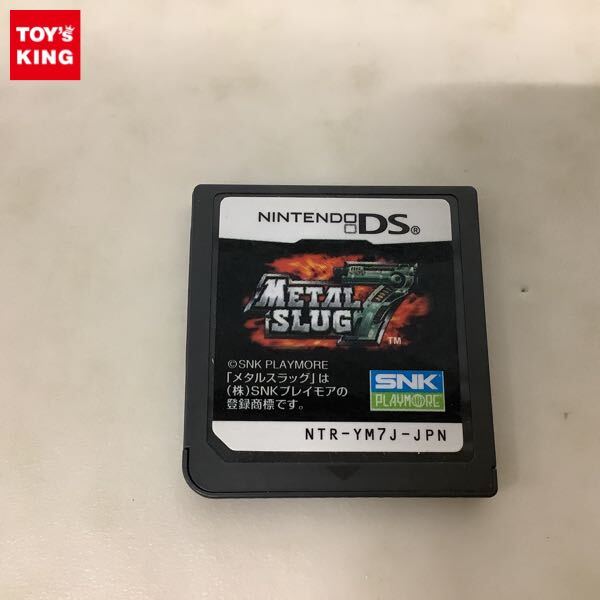 TOY's
KING
NINTENDO DS®
METAL
SLUG 7
TM
©SNK PLAYMORE
「メタルスラッグ」は
(株)SNKプレイモアの
登録商標です。
SNK
PLAYMORE
NTR-YM7J-JPN